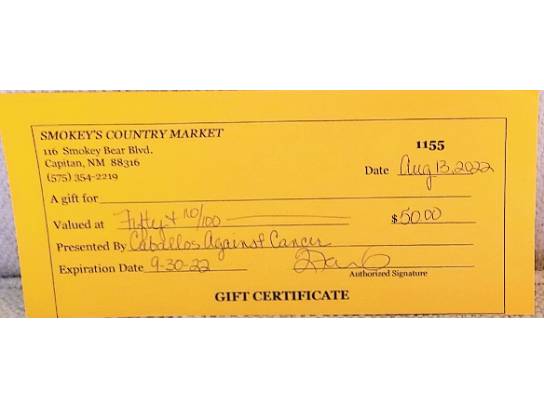 SMOKEY'S COUNTRY MARKET
116 Smokey Bear Blvd.
1155
Capitan, NM 88316
Date Aug 13, 2022
(575) 354-2219
A gift for
Valued at Fifty & no/100 $50.00
Presented By Caballos Against Cancer
Expiration Date 9-30-22
Authorized Signature
GIFT CERTIFICATE